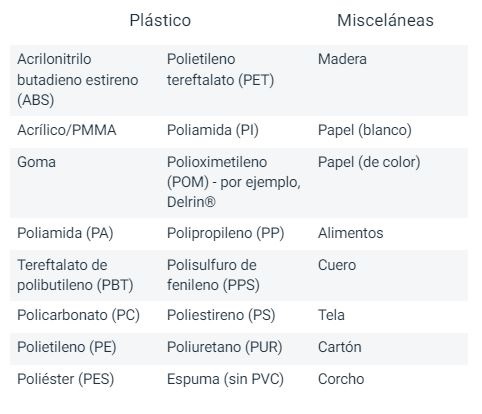 Plástico Misceláneas
Acrilonitrilo
butadieno estireno
(ABS)
Polietileno
tereftalato (PET)
Madera
Acrílico/PMMA
Poliamida (PI)
Papel (blanco)
Goma
Polioximetileno
(POM) - por ejemplo,
Delrin®
Papel (de color)
Poliamida (PA)
Polipropileno (PP)
Alimentos
Tereftalato de
polibutileno (PBT)
Polisulfuro de
fenileno (PPS)
Cuero
Policarbonato (PC)
Poliestireno (PS)
Tela
Polietileno (PE)
Poliuretano (PUR)
Cartón
Poliéster (PES)
Espuma (sin PVC)
Corcho